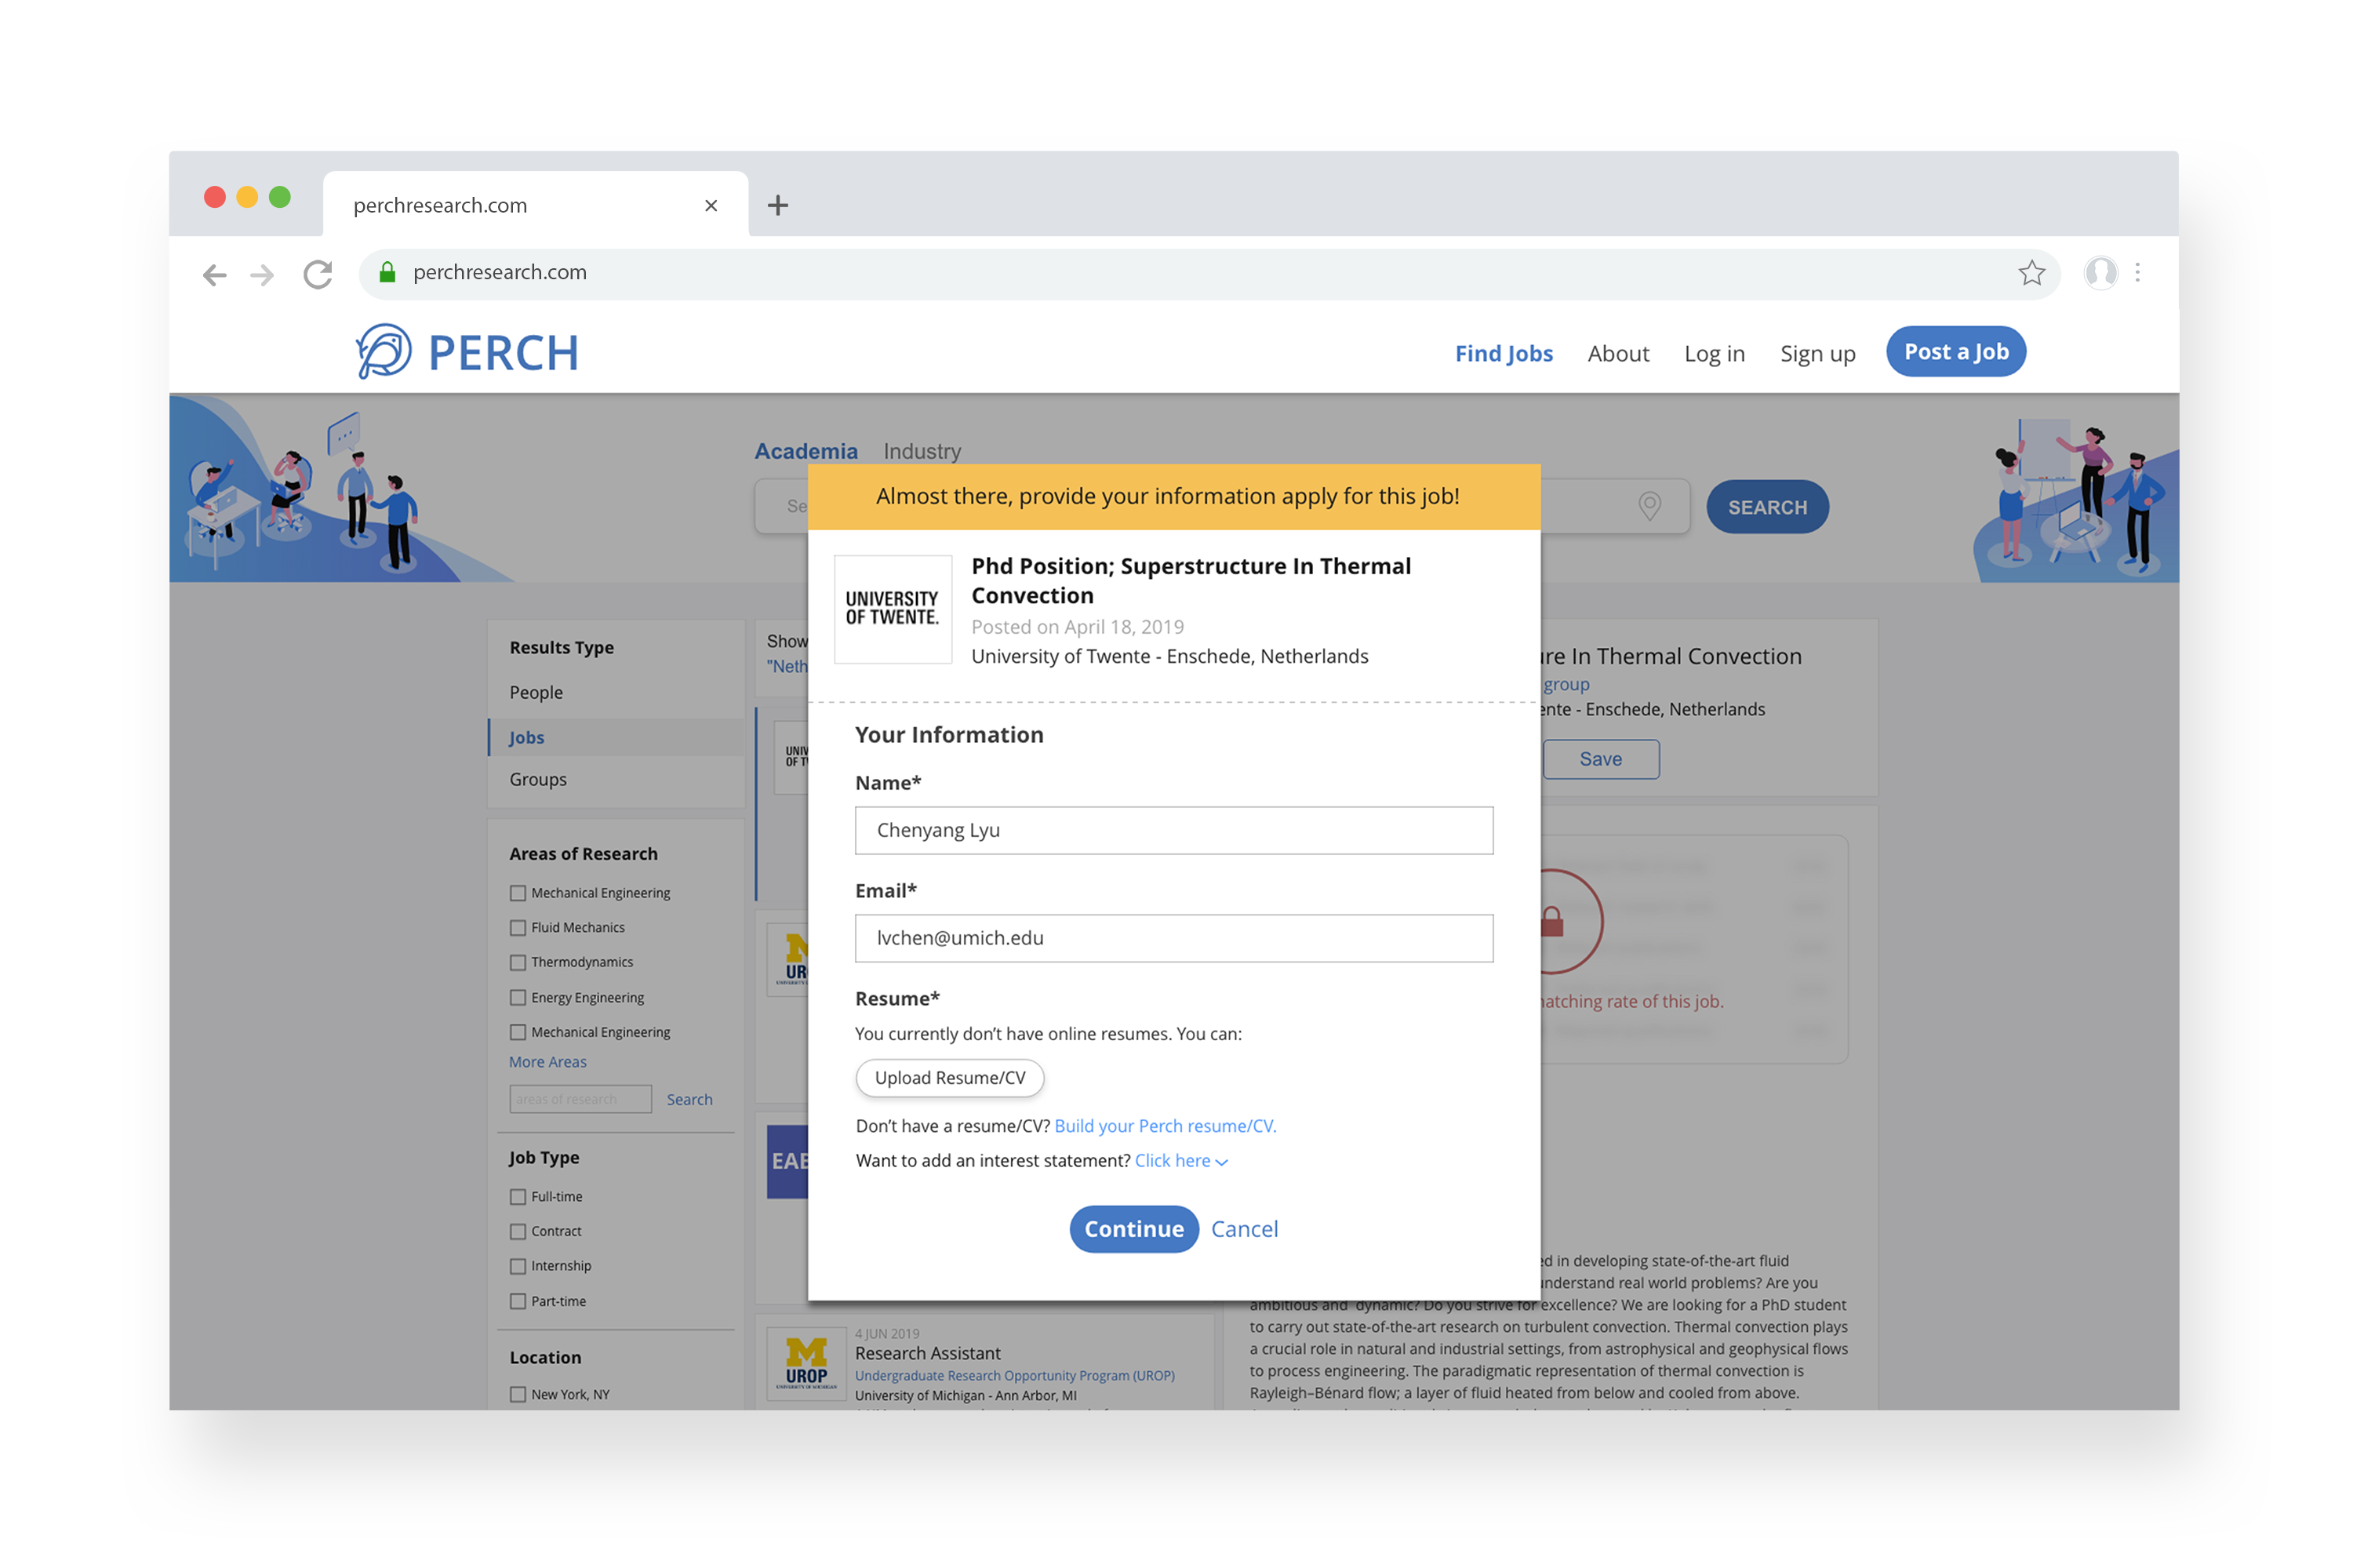 perchresearch.com
perchresearch.com
PERCH
Find Jobs
About
Log in
Sign up
Post a Job
Academia
Industry
SEARCH
Almost there, provide your information apply for this job!
UNIVERSITY
OF TWENTE.
Phd Position; Superstructure In Thermal
Convection
Posted on April 18, 2019
University of Twente - Enschede, Netherlands
Your Information
Name*
Chenyang Lyu
Email*
lvchen@umich.edu
Resume*
You currently don't have online resumes. You can:
Upload Resume/CV
Don't have a resume/CV? Build your Perch resume/CV.
Want to add an interest statement? Click here
Continue
Cancel
Results Type
People
Jobs
Groups
Areas of Research
Mechanical Engineering
Fluid Mechanics
Thermodynamics
Energy Engineering
Mechanical Engineering
More Areas
areas of research
Search
Job Type
Full-time
Contract
Internship
Part-time
Location
New York, NY
Show
"Neth
UNIV
OF T
M
UR
EAB
M
UROP
UNIVERSITY OF MICHIGAN
4 JUN 2019
Research Assistant
Undergraduate Research Opportunity Program (UROP)
University of Michigan - Ann Arbor, MI
re In Thermal Convection
group
ente - Enschede, Netherlands
Save
atching rate of this job.
ed in developing state-of-the-art fluid
understand real world problems? Are you
ambitious and dynamic? Do you strive for excellence? We are looking for a PhD student
to carry out state-of-the-art research on turbulent convection. Thermal convection plays
a crucial role in natural and industrial settings, from astrophysical and geophysical flows
to process engineering. The paradigmatic representation of thermal convection is
Rayleigh–Bénard flow; a layer of fluid heated from below and cooled from above.